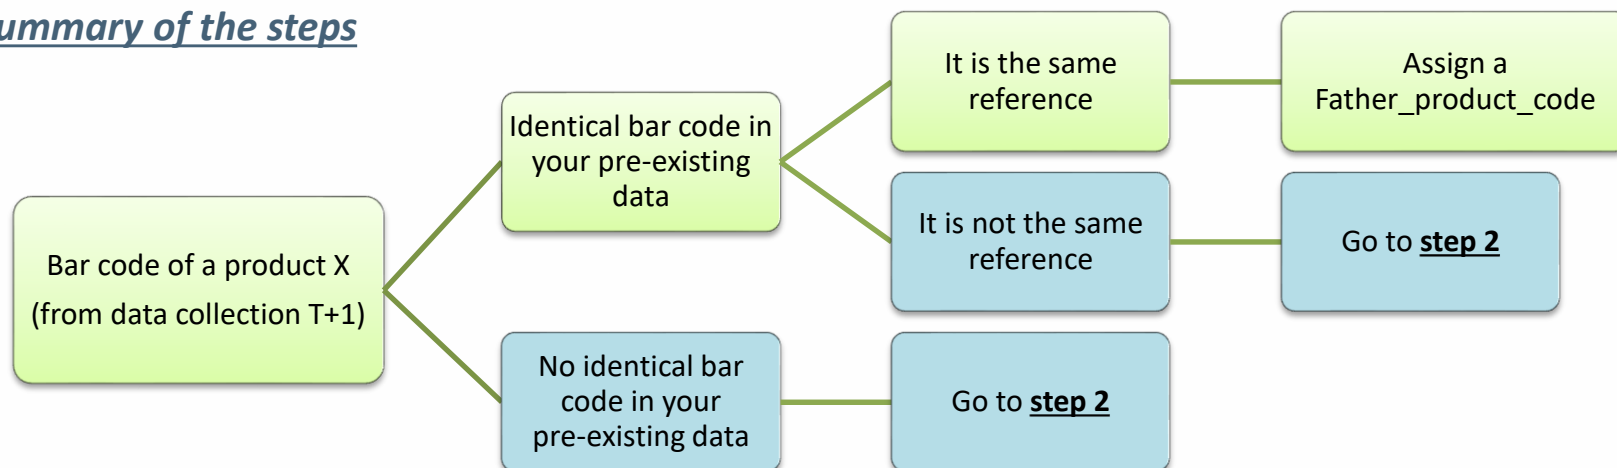 ummary of the steps
Bar code of a product X
(from data collection T+1)
Identical bar code in
your pre-existing
data
It is the same
reference
Assign a
Father_product_code
It is not the same
reference
Go to step 2
No identical bar
code in your
pre-existing data
Go to step 2